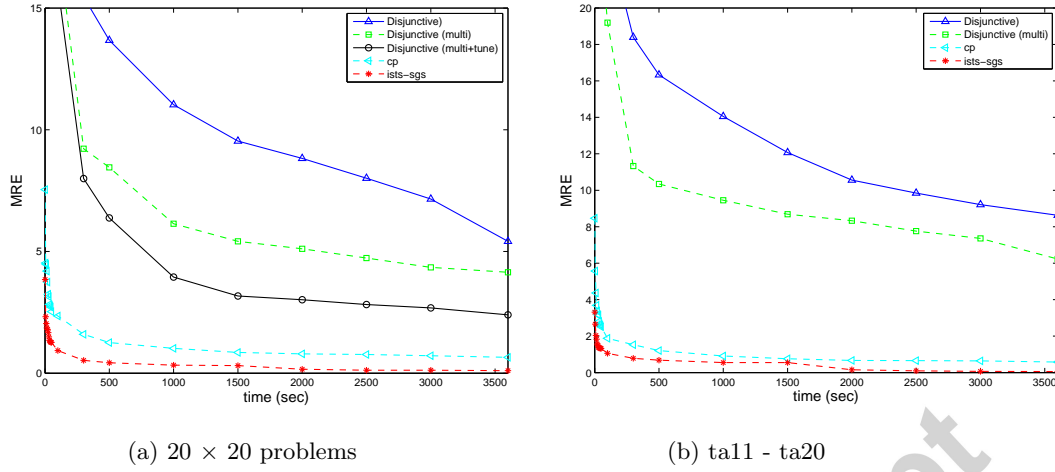 15
10
5
0
MRE
0
500
1000
1500
2000
2500
3000
3500
time (sec)
Disjunctive)
Disjunctive (multi)
Disjunctive (multi+tune)
cp
ists-sgs
(a) 20 × 20 problems
20
18
16
14
12
10
8
6
4
2
0
MRE
0
500
1000
1500
2000
2500
3000
3500
time (sec)
Disjunctive)
Disjunctive (multi)
cp
ists-sgs
(b) ta11 - ta20